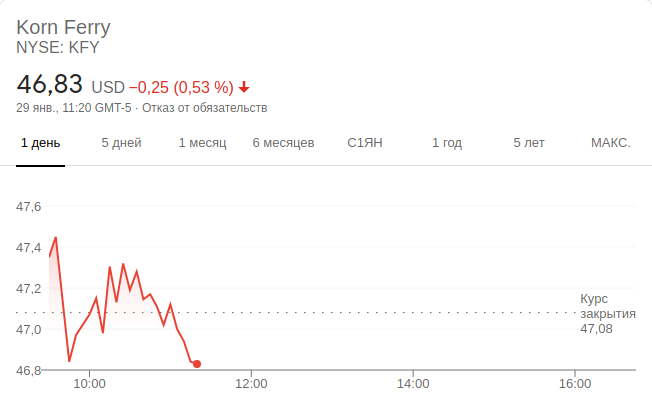 Korn Ferry
NYSE: KFY
46,83 USD −0,25 (0,53 %)
29 янв., 11:20 GMT-5 · Отказ от обязательств
1 день 5 дней 1 месяц 6 месяцев С1ЯН 1 год 5 лет МАКС.
47,6
47,4
47,2
47,0
46,8
Курс
закрытия
47,08
10:00 12:00 14:00 16:00